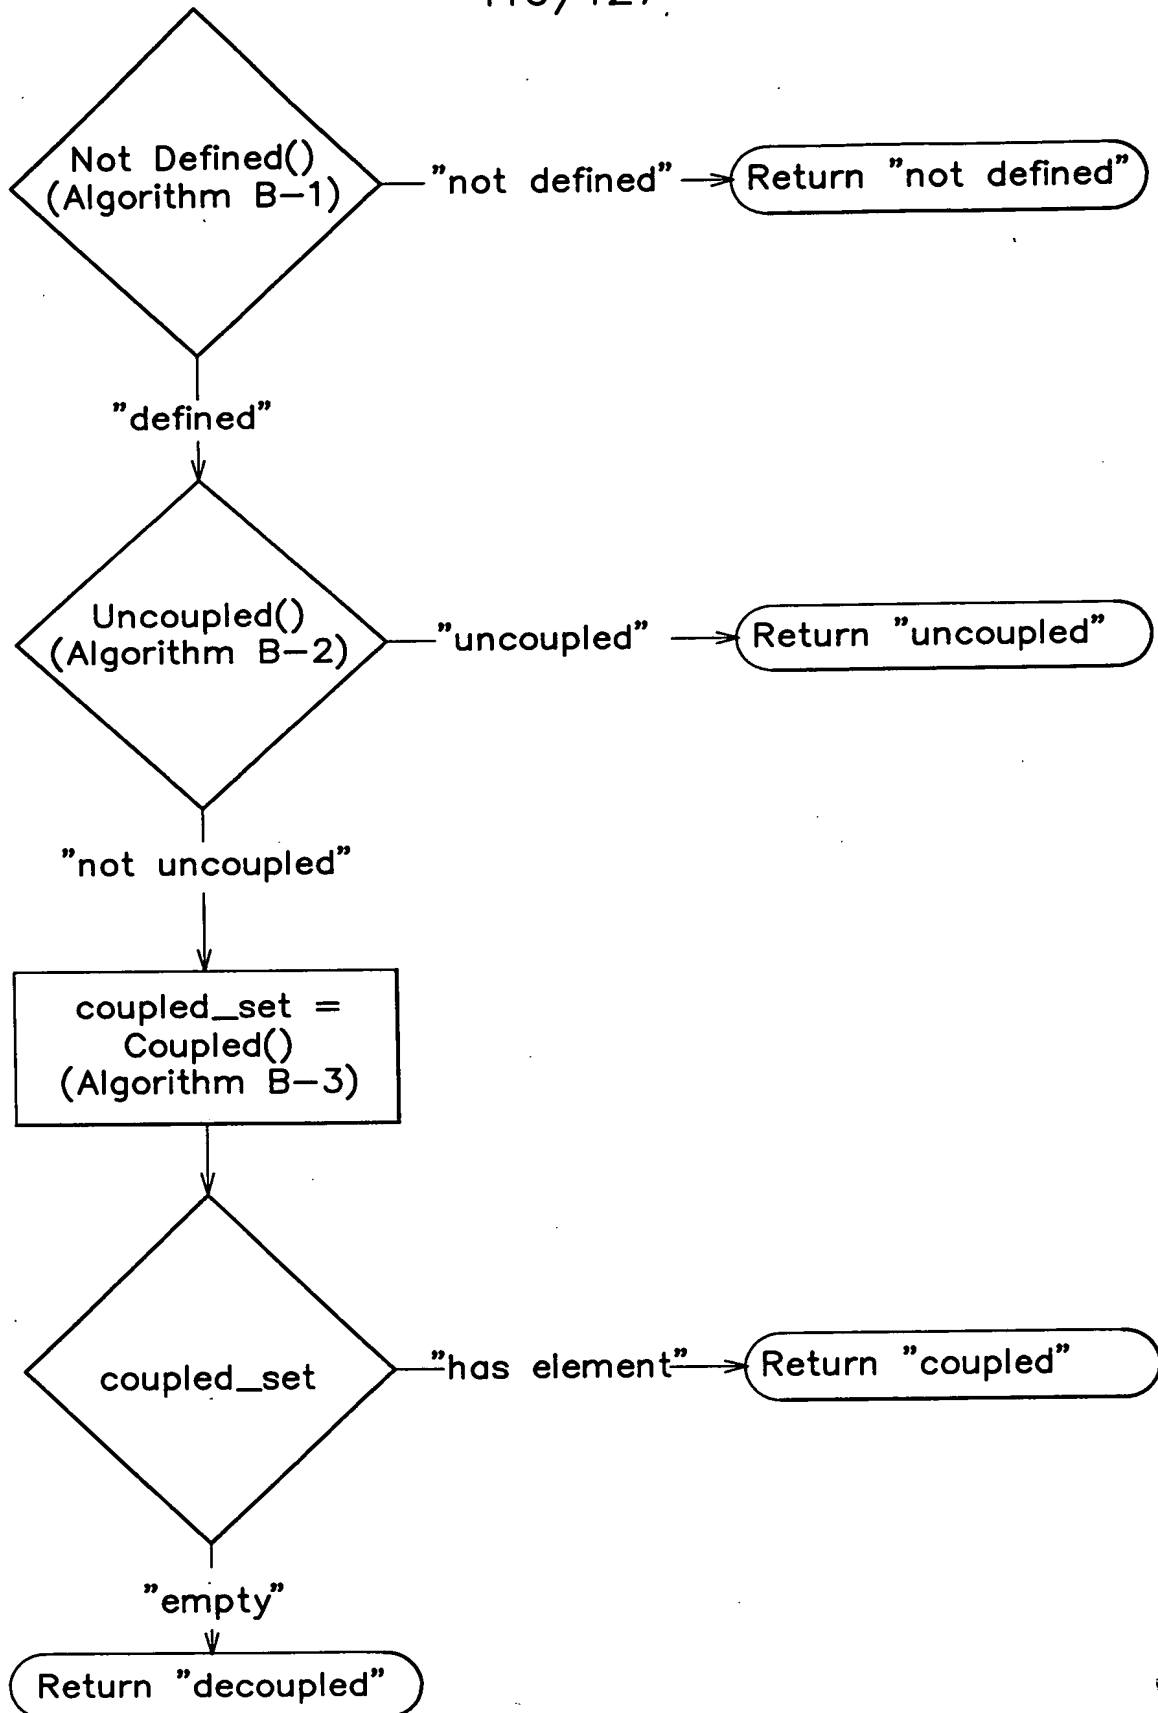 Not Defined()
(Algorithm B-1)
"not defined"
Return "not defined"
"defined"
Uncoupled()
(Algorithm B-2)
"uncoupled"
Return "uncoupled"
"not uncoupled"
coupled_set =
Coupled()
(Algorithm B-3)
coupled_set
"has element"
Return "coupled"
"empty"
Return "decoupled"